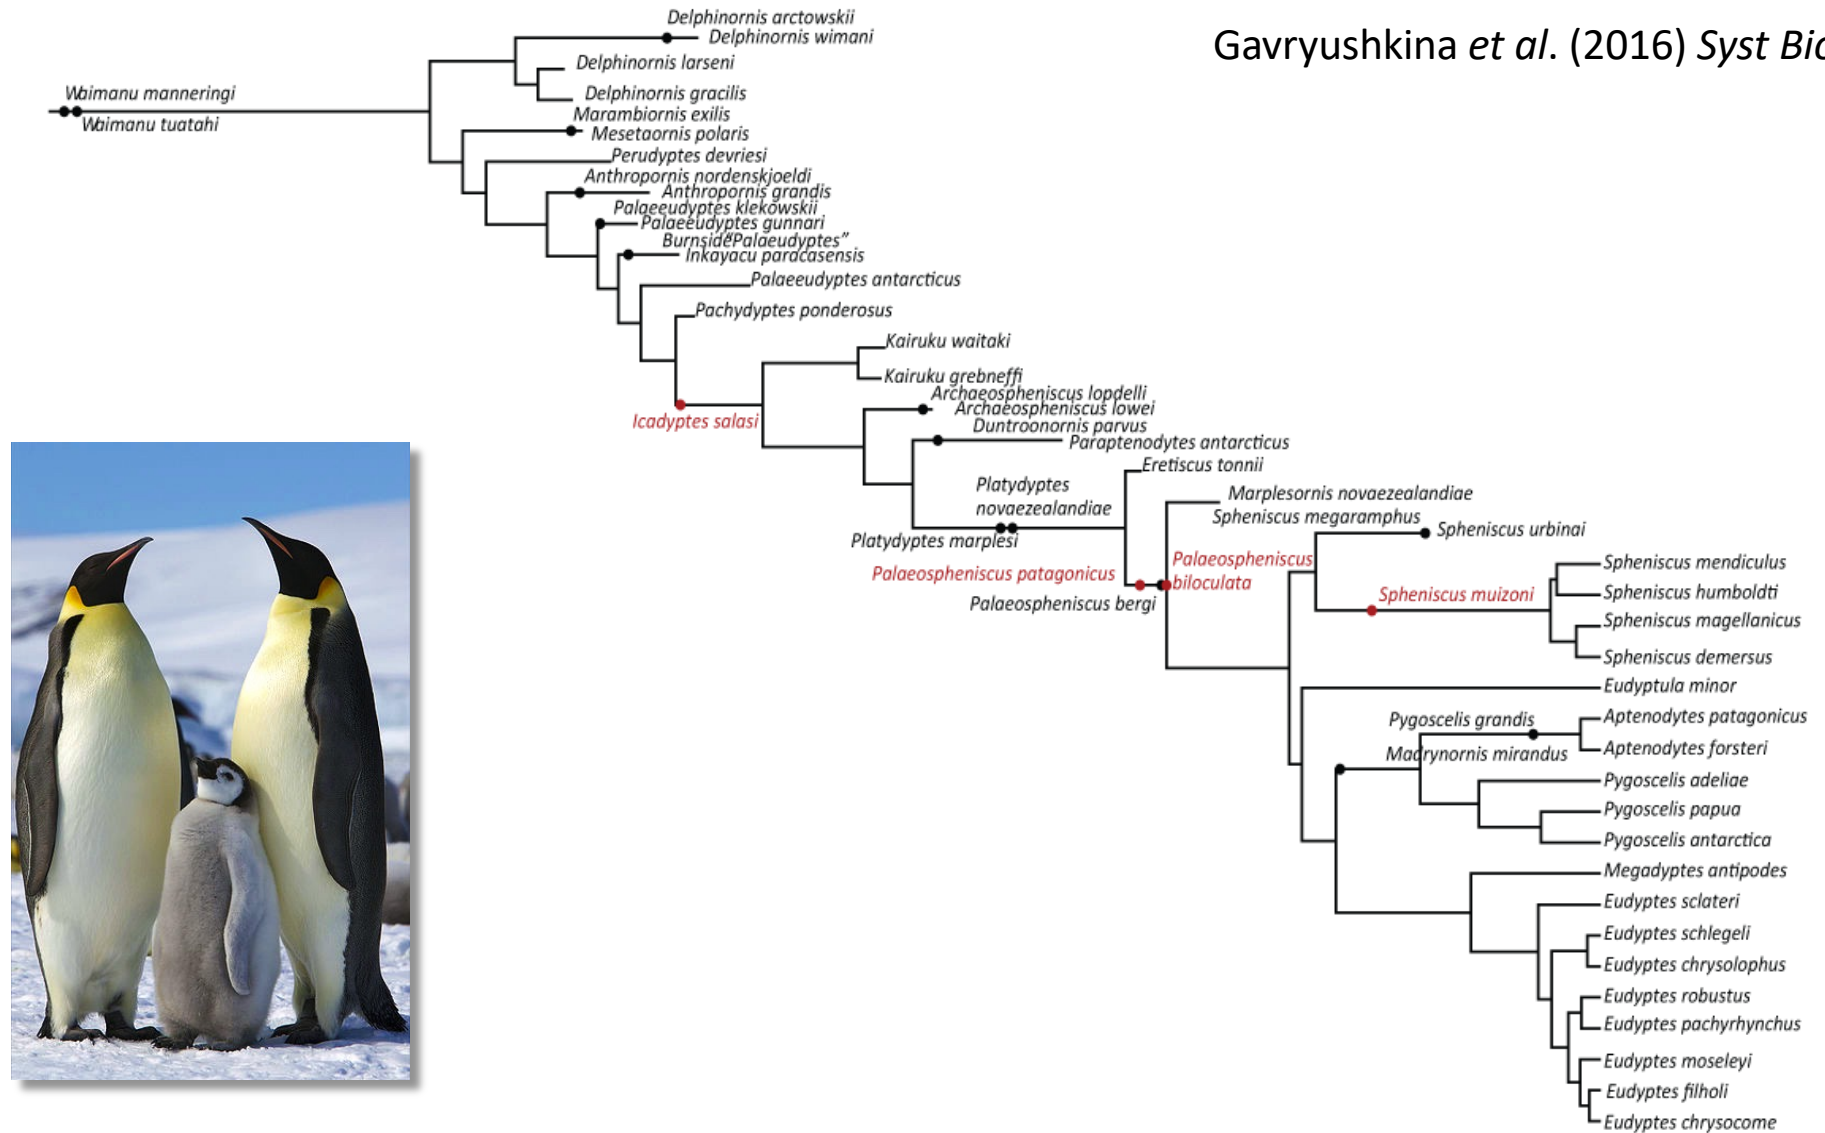 Delphinornis arctowskii
Delphinornis wimani
Gavryushkina et al. (2016) Syst Bio
Delphinornis larseni
Waimanu manneringi
Delphinornis gracilis
Waimanu tuatahi
Marambiornis exilis
Mesetaornis polaris
Perudyptes devriesi
Anthropornis nordenskjoeldi
Anthropornis grandis
Palaeeudyptes klekowskii
Palaeeudyptes gunnari
Burnside"Palaeudyptes"
Inkayacu paracasensis
Palaeeudyptes antarcticus
Pachydyptes ponderosus
Kairuku waitaki
Kairuku grebneffi
Archaeospheniscus lopdelli
Archaeospheniscus lowei
Icadyptes salasi
Duntroonornis parvus
Paraptenodytes antarcticus
Eretiscus tonnii
Platydyptes
novaezealandiae
Marplesornis novaezealandiae
Spheniscus megaramphus
Spheniscus urbinai
Platydyptes marplesi
Palaeospheniscus
biloculata
Palaeospheniscus patagonicus
Palaeospheniscus bergi
Spheniscus mendiculus
Spheniscus humboldti
Spheniscus muizoni
Spheniscus magellanicus
Spheniscus demersus
Eudyptula minor
Pygoscelis grandis
Aptenodytes patagonicus
Madrynornis mirandus
Aptenodytes forsteri
Pygoscelis adeliae
Pygoscelis papua
Pygoscelis antarctica
Megadyptes antipodes
Eudyptes sclateri
Eudyptes schlegeli
Eudyptes chrysolophus
Eudyptes robustus
Eudyptes pachyrhynchus
Eudyptes moseleyi
Eudyptes filholi
Eudyptes chrysocome